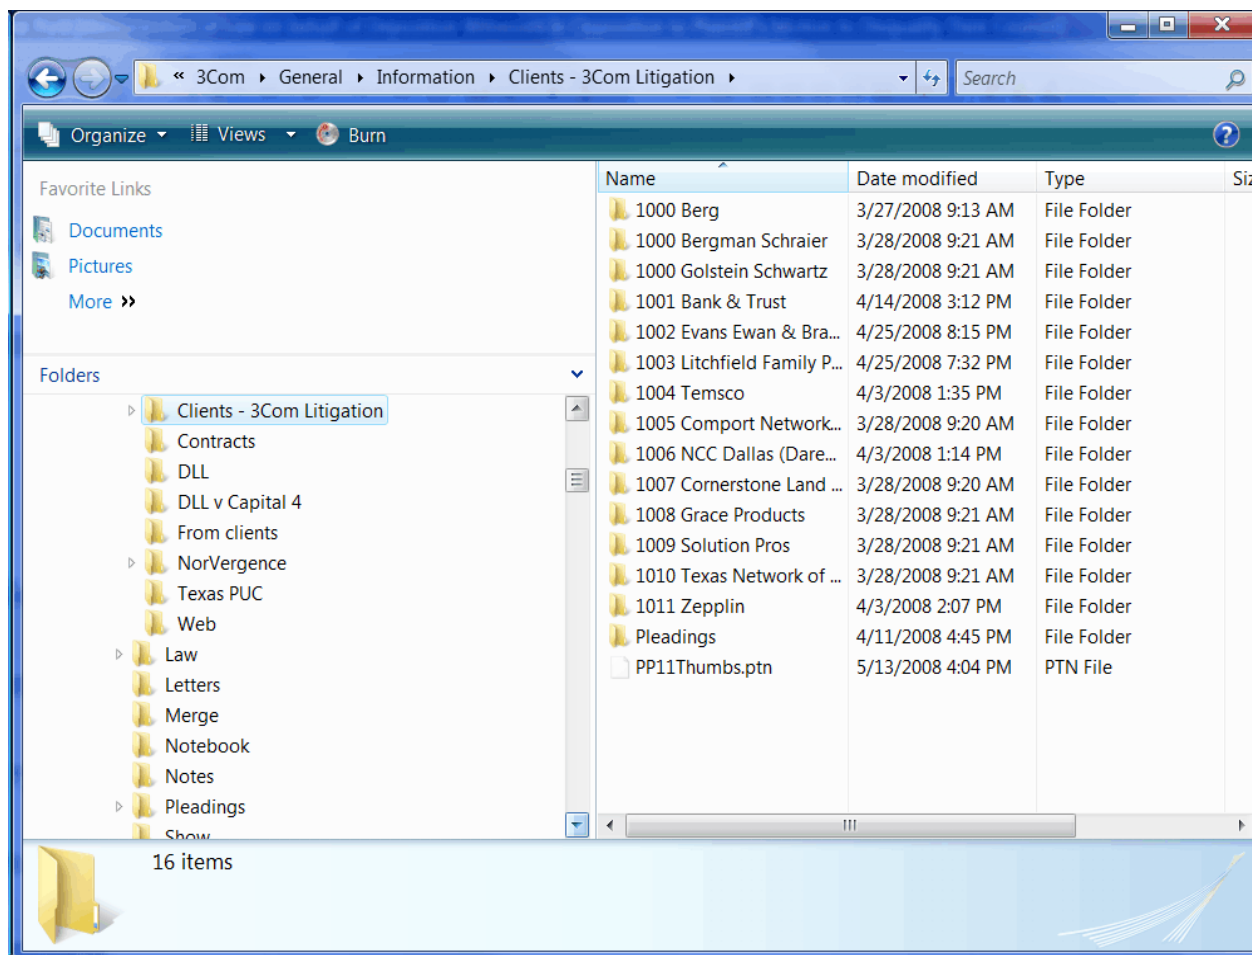 « 3Com General Information Clients - 3Com Litigation Search
Organize Views Burn
Favorite Links
Documents
Pictures
More »
Folders
Clients - 3Com Litigation
Contracts
DLL
DLL v Capital 4
From clients
NorVergence
Texas PUC
Web
Law
Letters
Merge
Notebook
Notes
Pleadings
Show
Name Date modified Type Siz
1000 Berg 3/27/2008 9:13 AM File Folder
1000 Bergman Schraier 3/28/2008 9:21 AM File Folder
1000 Golstein Schwartz 3/28/2008 9:21 AM File Folder
1001 Bank & Trust 4/14/2008 3:12 PM File Folder
1002 Evans Ewan & Bra... 4/25/2008 8:15 PM File Folder
1003 Litchfield Family P... 4/25/2008 7:32 PM File Folder
1004 Temsco 4/3/2008 1:35 PM File Folder
1005 Comport Network... 3/28/2008 9:20 AM File Folder
1006 NCC Dallas (Dare... 4/3/2008 1:14 PM File Folder
1007 Cornerstone Land ... 3/28/2008 9:20 AM File Folder
1008 Grace Products 3/28/2008 9:21 AM File Folder
1009 Solution Pros 3/28/2008 9:21 AM File Folder
1010 Texas Network of ... 3/28/2008 9:21 AM File Folder
1011 Zepplin 4/3/2008 2:07 PM File Folder
Pleadings 4/11/2008 4:45 PM File Folder
PP11Thumbs.ptn 5/13/2008 4:04 PM PTN File
16 items